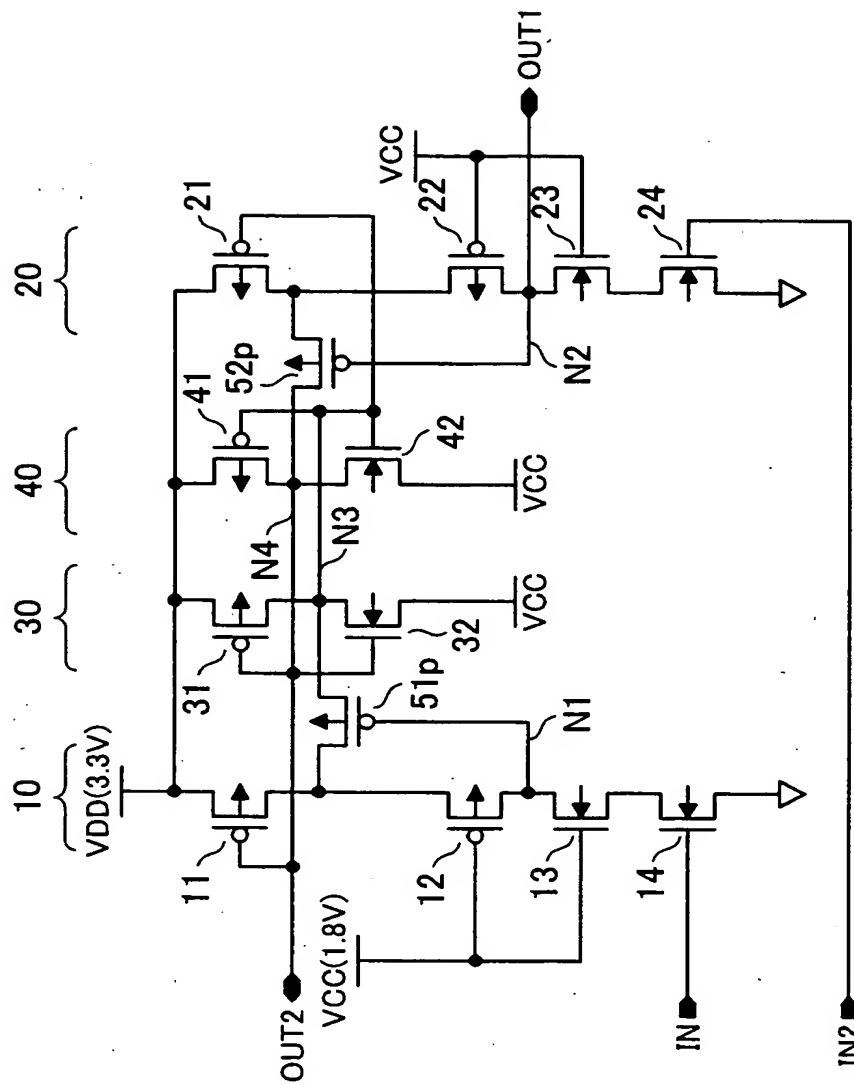 10
30
40
20
VDD(3.3V)
11
31
41
21
52p
N4
N3
OUT2
VCC
VCC(1.8V)
32
42
22
51p
12
OUT1
VCC
VCC
N1
N2
13
23
14
24
IN
IN2